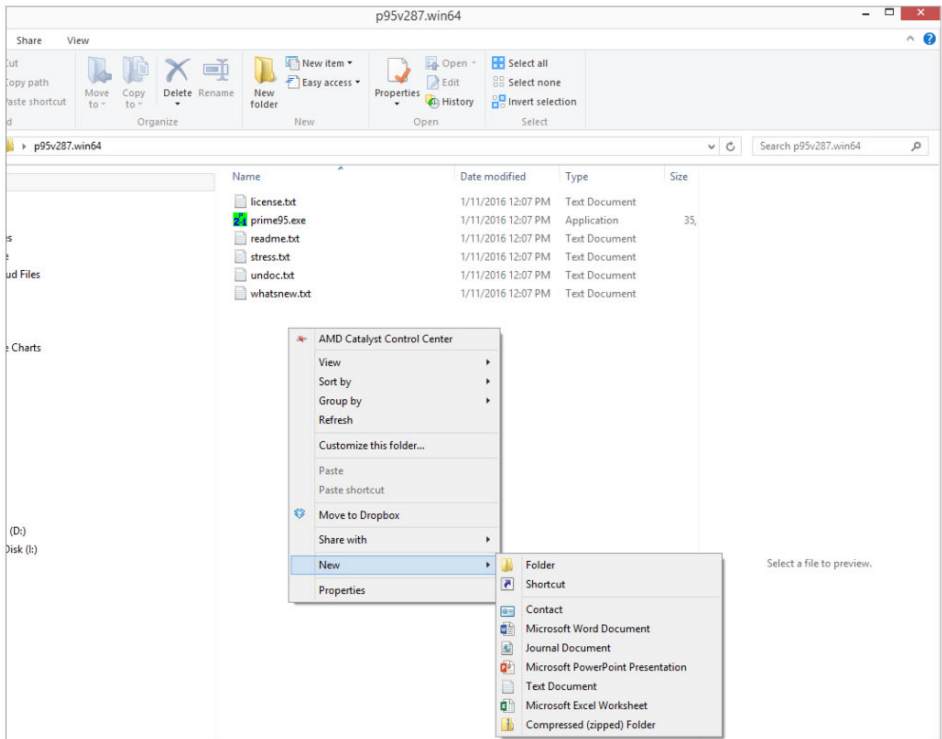 p95v287.win64
Share View
Cut
Copy path
Paste shortcut
Move to
Copy to
Delete
Rename
New folder
New item
Easy access
Properties
Open
Edit
History
Select all
Select none
Invert selection
d Organize New Open Select
p95v287.win64 Search p95v287.win64
Name Date modified Type Size
license.txt 1/11/2016 12:07 PM Text Document
prime95.exe 1/11/2016 12:07 PM Application 35,
readme.txt 1/11/2016 12:07 PM Text Document
stress.txt 1/11/2016 12:07 PM Text Document
undoc.txt 1/11/2016 12:07 PM Text Document
whatsnew.txt 1/11/2016 12:07 PM Text Document
ud Files
e Charts
(D:)
Disk (I:)
AMD Catalyst Control Center
View
Sort by
Group by
Refresh
Customize this folder...
Paste
Paste shortcut
Move to Dropbox
Share with
New
Properties
Folder
Shortcut
Contact
Microsoft Word Document
Journal Document
Microsoft PowerPoint Presentation
Text Document
Microsoft Excel Worksheet
Compressed (zipped) Folder
Select a file to preview.